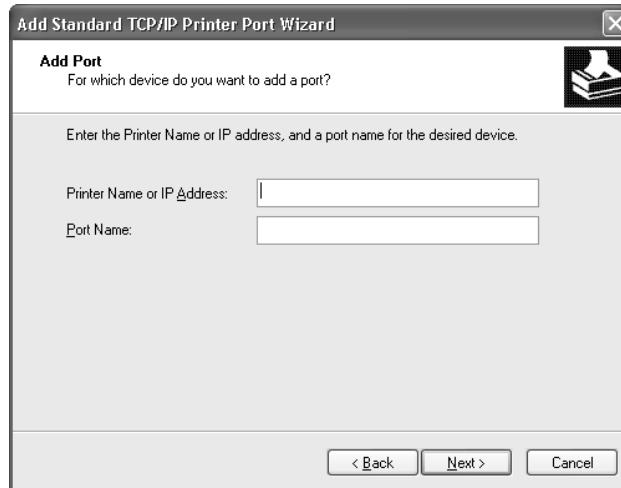 Add Standard TCP/IP Printer Port Wizard
Add Port
For which device do you want to add a port?
Enter the Printer Name or IP address, and a port name for the desired device.
Printer Name or IP Address:
Port Name:
< Back
Next >
Cancel